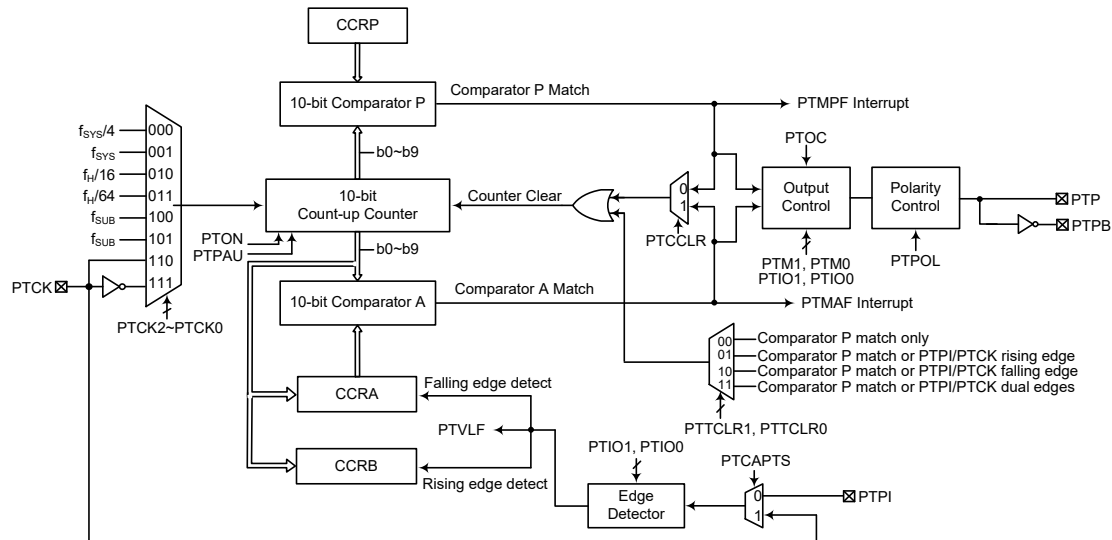 CCRP
10-bit Comparator P
Comparator P Match
PTMPF Interrupt
b0~b9
fSYS/4
000
fSYS
001
fH/16
010
fH/64
011
fSUB
100
fSUB
101
110
111
PTCK
PTCK2~PTCK0
10-bit
Count-up Counter
PTON
PTPAU
Counter Clear
0
1
PTCCLR
PTOC
Output
Control
PTM1, PTM0
PTIO1, PTIO0
Polarity
Control
PTPOL
PTP
PTPB
b0~b9
10-bit Comparator A
Comparator A Match
PTMAF Interrupt
00
Comparator P match only
01
Comparator P match or PTPI/PTCK rising edge
10
Comparator P match or PTPI/PTCK falling edge
11
Comparator P match or PTPI/PTCK dual edges
PTTCLR1, PTTCLR0
CCRA
Falling edge detect
PTVLF
CCRB
Rising edge detect
PTIO1, PTIO0
Edge
Detector
PTCAPTS
0
1
PTPI